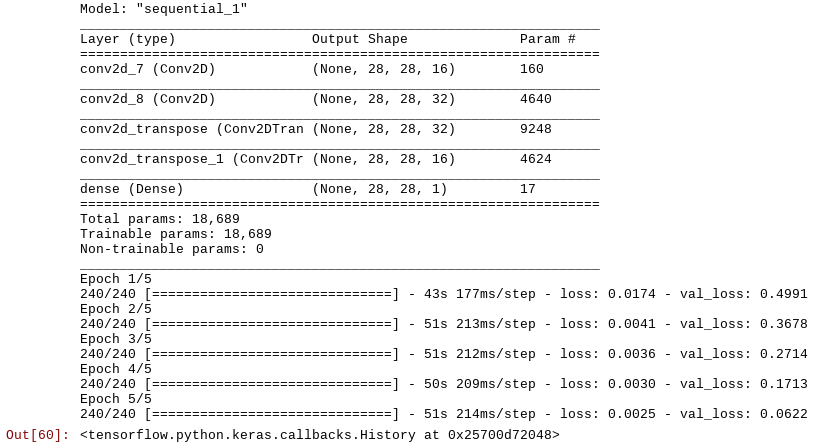 Model: "sequential_1"
Layer (type) Output Shape Param #
conv2d_7 (Conv2D) (None, 28, 28, 16) 160
conv2d_8 (Conv2D) (None, 28, 28, 32) 4640
conv2d_transpose (Conv2DTran (None, 28, 28, 32) 9248
conv2d_transpose_1 (Conv2DTr (None, 28, 28, 16) 4624
dense (Dense) (None, 28, 28, 1) 17
Total params: 18,689
Trainable params: 18,689
Non-trainable params: 0
Epoch 1/5
240/240 [==============================] - 43s 177ms/step - loss: 0.0174 - val_loss: 0.4991
Epoch 2/5
240/240 [==============================] - 51s 213ms/step - loss: 0.0041 - val_loss: 0.3678
Epoch 3/5
240/240 [==============================] - 51s 212ms/step - loss: 0.0036 - val_loss: 0.2714
Epoch 4/5
240/240 [==============================] - 50s 209ms/step - loss: 0.0030 - val_loss: 0.1713
Epoch 5/5
240/240 [==============================] - 51s 214ms/step - loss: 0.0025 - val_loss: 0.0622
Out[60]: <tensorflow.python.keras.callbacks.History at 0x25700d72048>